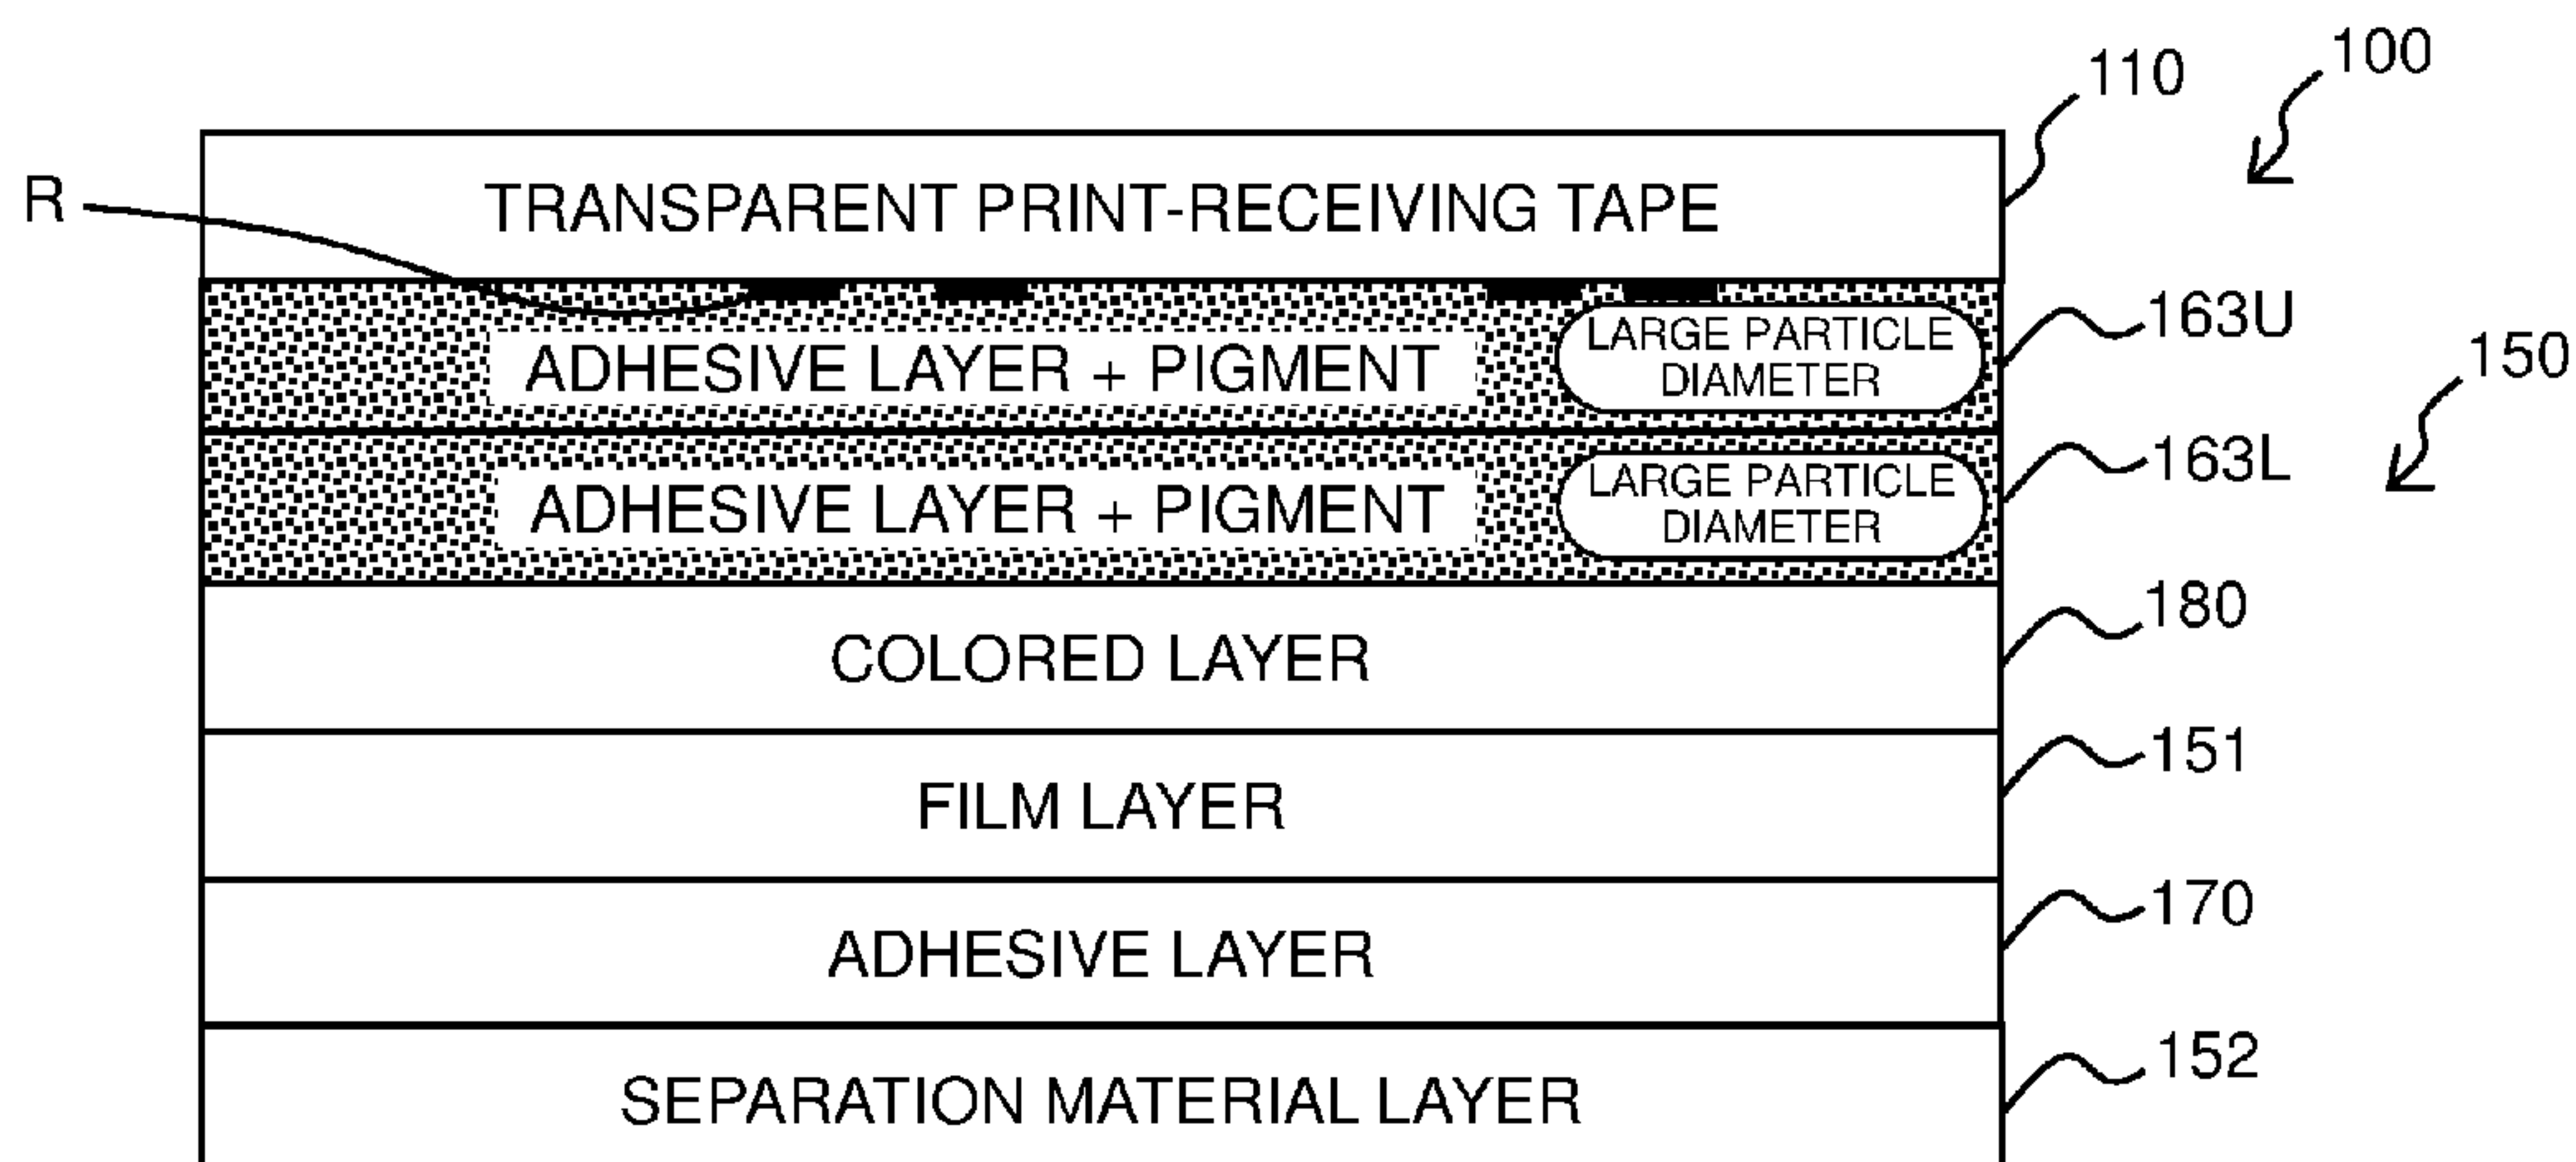 100
110
R
TRANSPARENT PRINT-RECEIVING TAPE
163U
ADHESIVE LAYER + PIGMENT
LARGE PARTICLE
DIAMETER
150
163L
ADHESIVE LAYER + PIGMENT
LARGE PARTICLE
DIAMETER
180
COLORED LAYER
151
FILM LAYER
170
ADHESIVE LAYER
152
SEPARATION MATERIAL LAYER